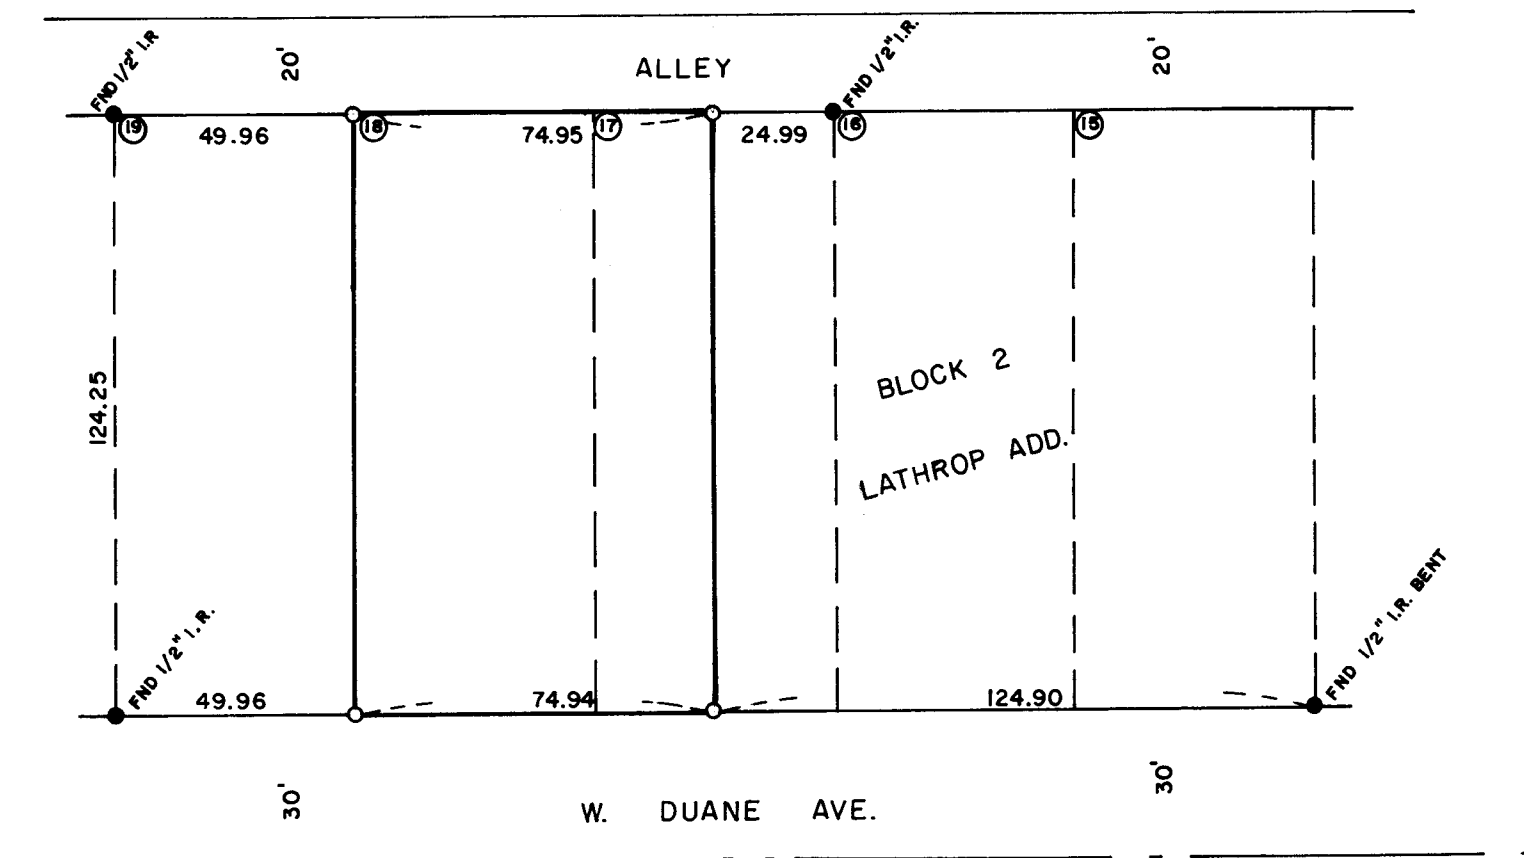 FND 1/2" I.R
20'
ALLEY
FND 1/2" I.R.
20'
19
49.96
18
74.95
17
24.99
16
15
124.25
BLOCK 2
LATHROP ADD.
FND 1/2" I.R.
49.96
74.94
124.90
FND 1/2" I.R. BENT
30'
W. DUANE AVE.
30'